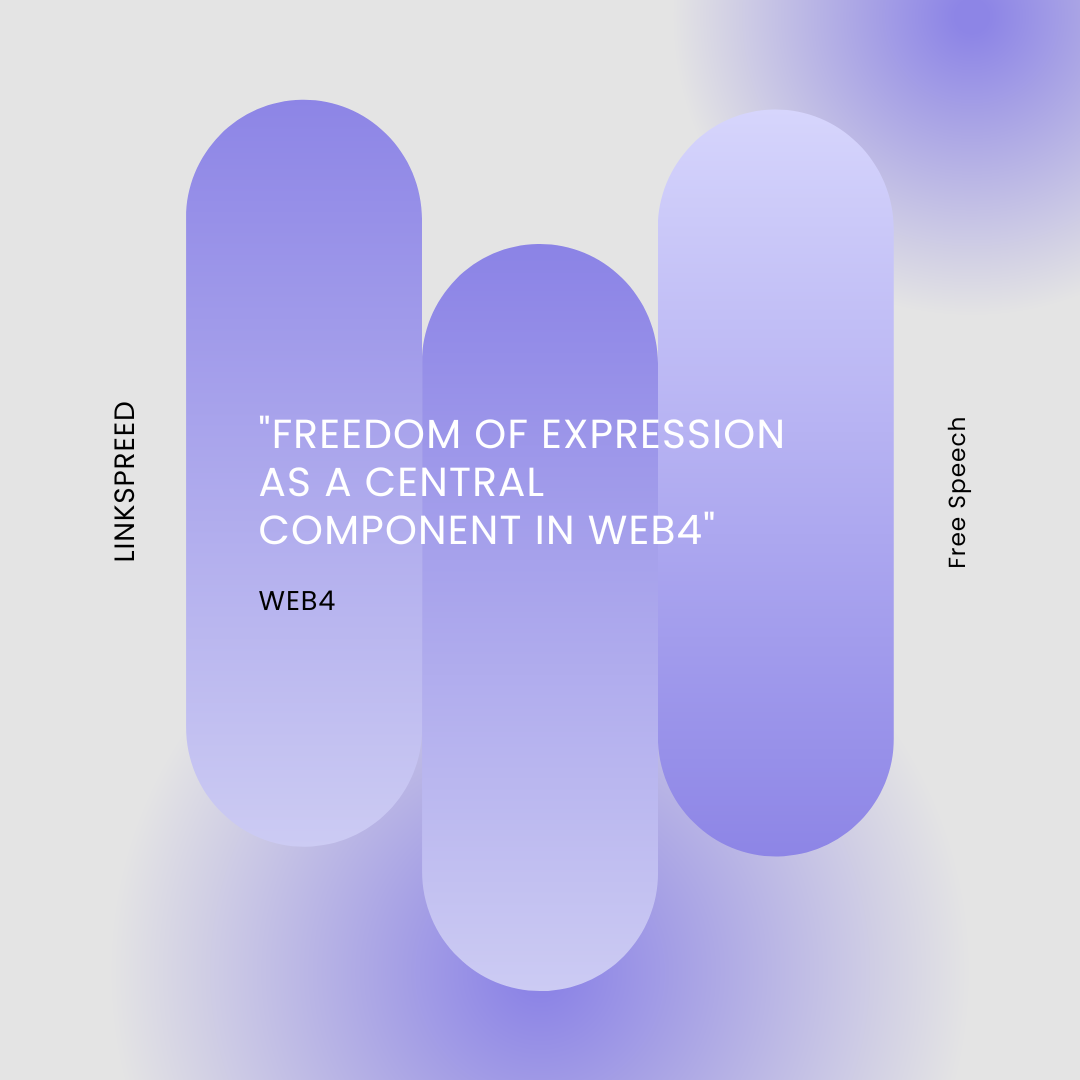 LINKSPREED
"FREEDOM OF EXPRESSION
AS A CENTRAL
COMPONENT IN WEB4"
WEB4
Free Speech